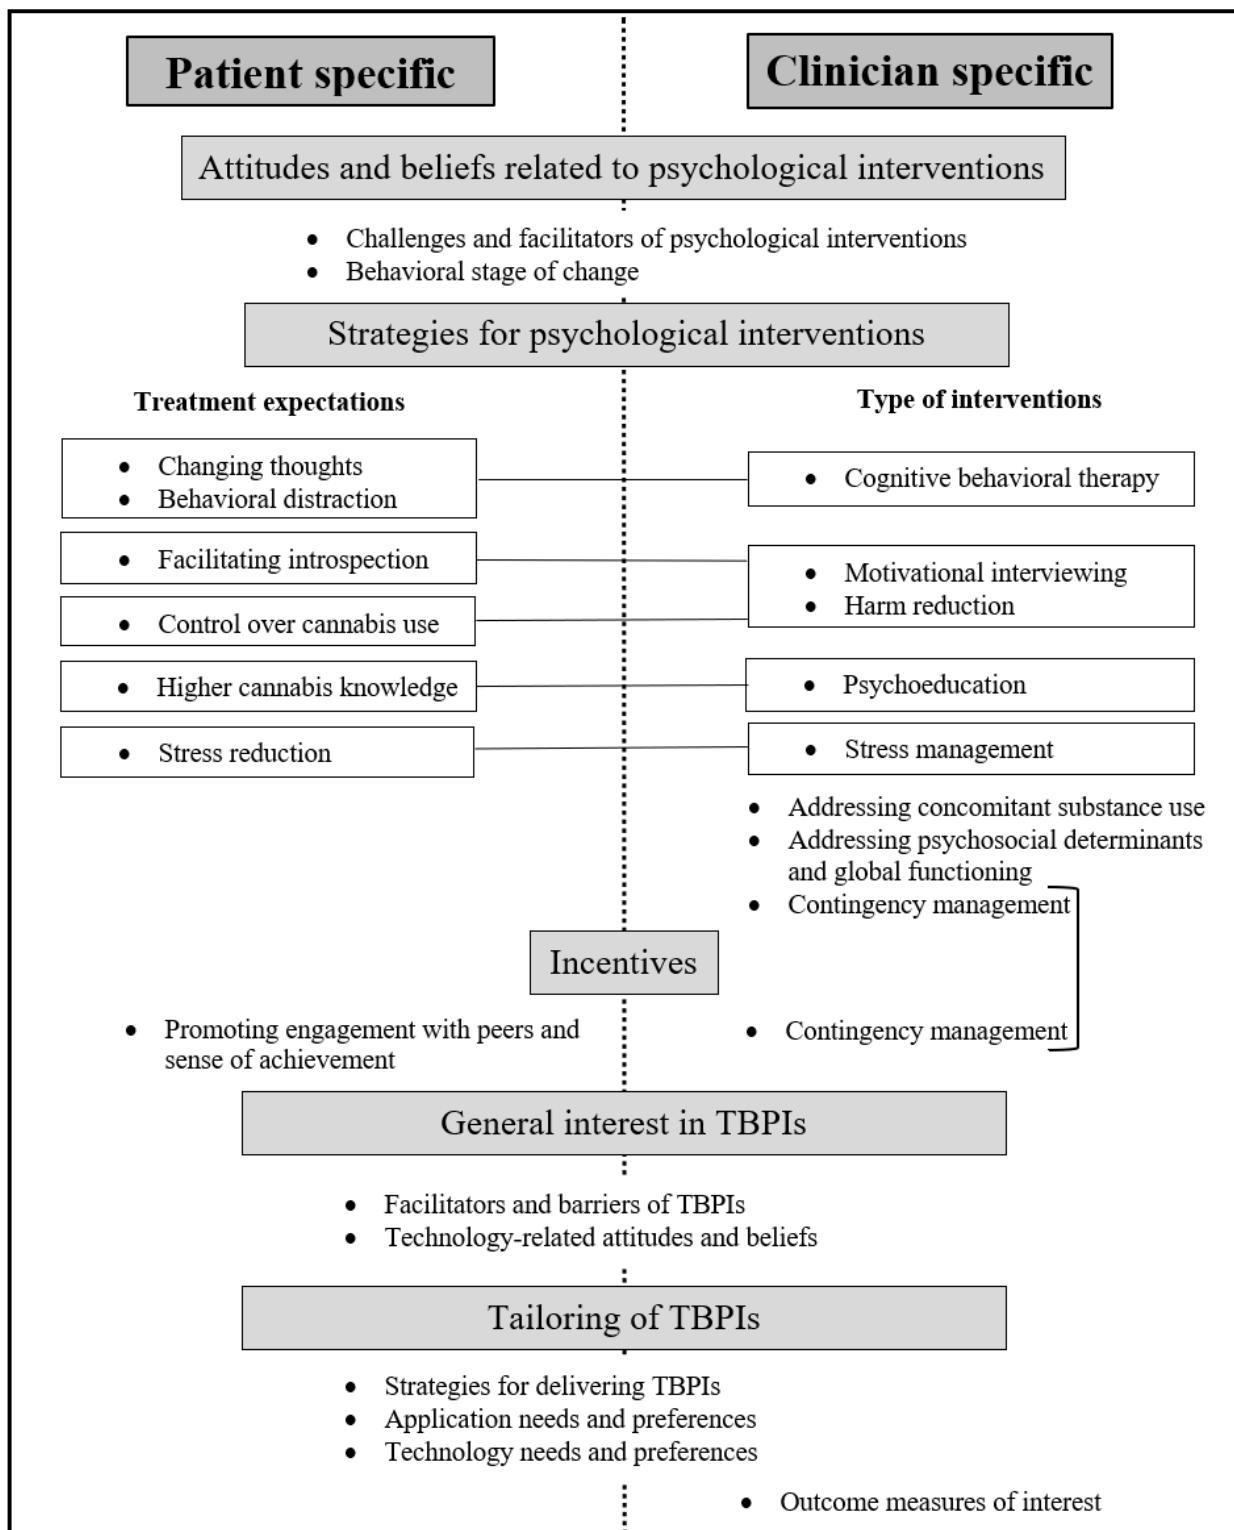 Patient specific
Clinician specific
Attitudes and beliefs related to psychological interventions
• Challenges and facilitators of psychological interventions
• Behavioral stage of change
Strategies for psychological interventions
Treatment expectations
Type of interventions
• Changing thoughts
• Behavioral distraction
• Cognitive behavioral therapy
• Facilitating introspection
• Motivational interviewing
• Harm reduction
• Control over cannabis use
• Higher cannabis knowledge
• Psychoeducation
• Stress reduction
• Stress management
• Addressing concomitant substance use
• Addressing psychosocial determinants
and global functioning
• Contingency management
Incentives
• Promoting engagement with peers and
sense of achievement
• Contingency management
General interest in TBPIs
• Facilitators and barriers of TBPIs
• Technology-related attitudes and beliefs
Tailoring of TBPIs
• Strategies for delivering TBPIs
• Application needs and preferences
• Technology needs and preferences
• Outcome measures of interest